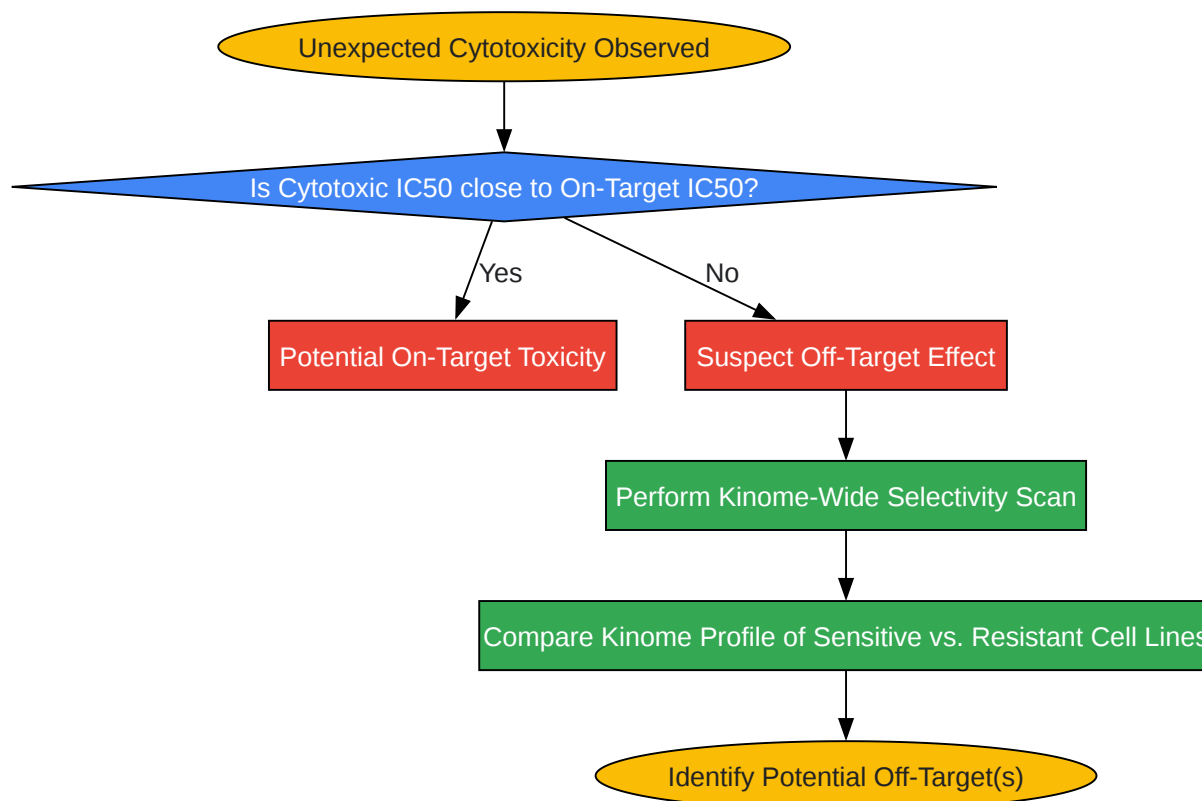 Unexpected Cytotoxicity Observed
Is Cytotoxic IC50 close to On-Target IC50?
Yes
No
Potential On-Target Toxicity
Suspect Off-Target Effect
Perform Kinome-Wide Selectivity Scan
Compare Kinome Profile of Sensitive vs. Resistant Cell Lines
Identify Potential Off-Target(s)